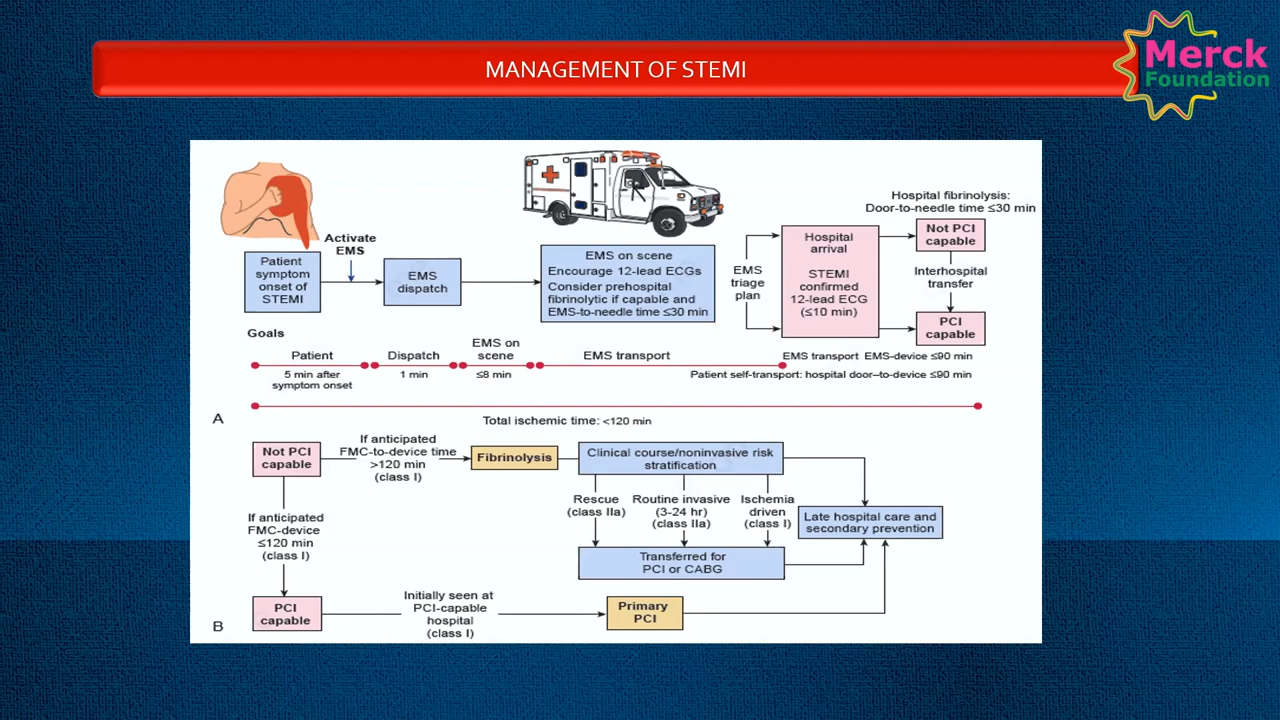 MANAGEMENT OF STEMI
Merck
Foundation
Hospital fibrinolysis:
Door-to-needle time ≤30 min
Activate
EMS
Patient
symptom
onset of
STEMI
EMS
dispatch
EMS on scene
Encourage 12-lead ECGs
Consider prehospital
fibrinolytic if capable and
EMS-to-needle time ≤30 min
EMS
triage
plan
Hospital
arrival
STEMI
confirmed
12-lead ECG
(≤10 min)
Not PCI
capable
Interhospital
transfer
PCI
capable
Goals
Patient
5 min after
symptom onset
Dispatch
1 min
EMS on
scene
≤8 min
EMS transport
EMS transport EMS-device ≤90 min
Patient self-transport: hospital door–to-device ≤90 min
A
Total ischemic time: <120 min
Not PCI
capable
If anticipated
FMC-to-device time
>120 min
(class I)
Fibrinolysis
Clinical course/noninvasive risk
stratification
Rescue
(class IIa)
Routine invasive
(3-24 hr)
(class IIa)
Ischemia
driven
(class I)
Late hospital care and
secondary prevention
If anticipated
FMC-device
≤120 min
(class I)
Transferred for
PCI or CABG
PCI
capable
Initially seen at
PCI-capable
hospital
(class I)
Primary
PCI
B